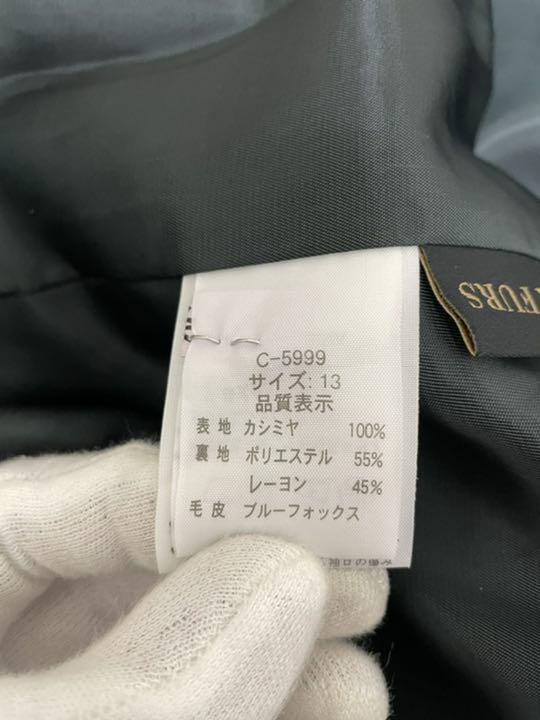 C-5999
サイズ: 13
品質表示
表 地 カシミヤ 100%
裏 地 ポリエステル 55%
レーヨン 45%
毛 皮 ブルーフォックス
FURS